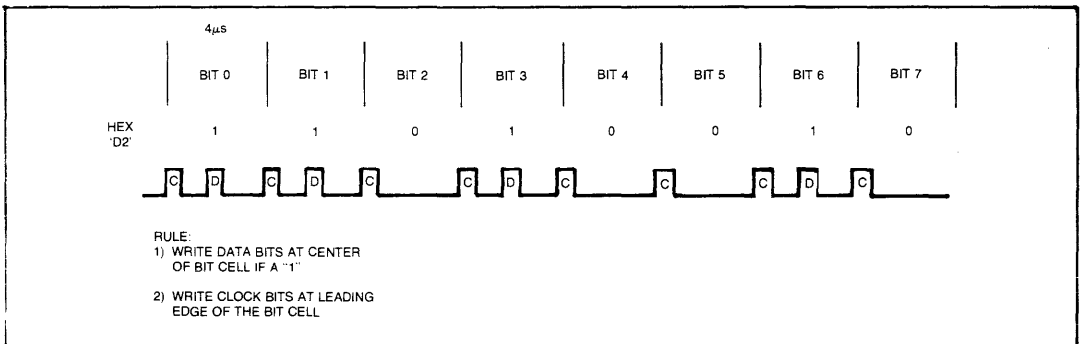 4μs
BIT 0 BIT 1 BIT 2 BIT 3 BIT 4 BIT 5 BIT 6 BIT 7
HEX
'D2' 1 1 0 1 0 0 1 0
C D C D C C D C C C D C
RULE:
1) WRITE DATA BITS AT CENTER
OF BIT CELL IF A "1"
2) WRITE CLOCK BITS AT LEADING
EDGE OF THE BIT CELL